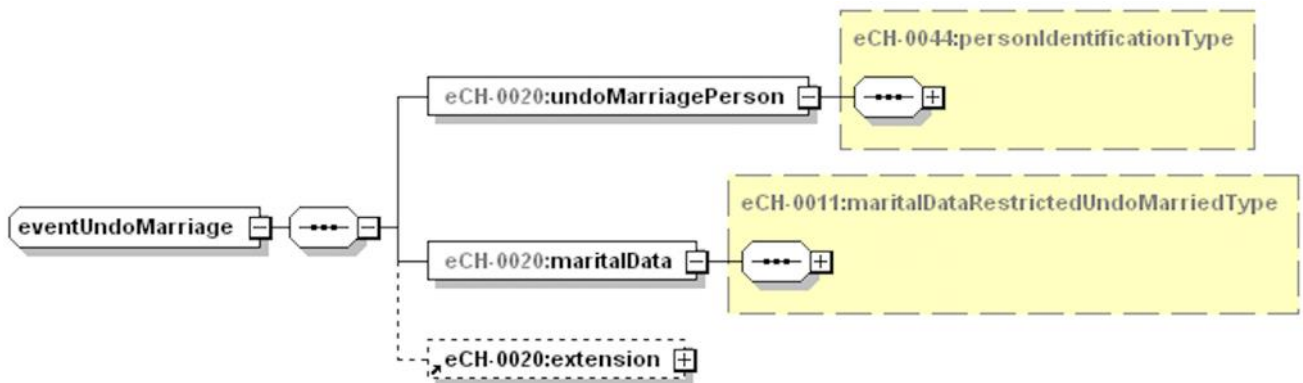 eCH-0044:personIdentificationType
eCH-0020:undoMarriagePerson
eCH-0011:maritalDataRestrictedUndoMarriedType
eventUndoMarriage
eCH-0020:maritalData
eCH-0020:extension